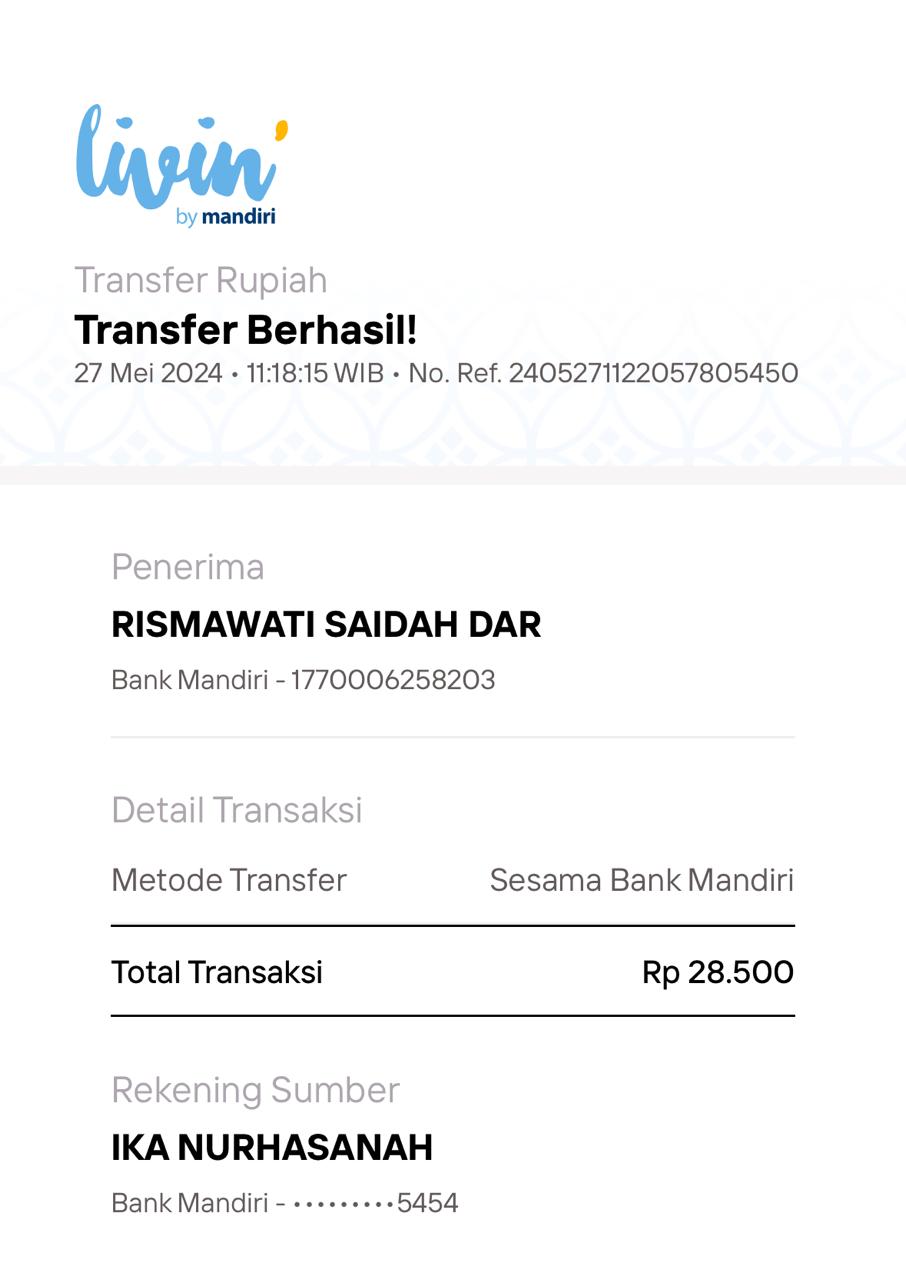 livin'
by mandiri
Transfer Rupiah
Transfer Berhasil!
27 Mei 2024 • 11:18:15 WIB • No. Ref. 2405271122057805450
Penerima
RISMAWATI SAIDAH DAR
Bank Mandiri - 1770006258203
Detail Transaksi
Metode Transfer Sesama Bank Mandiri
Total Transaksi Rp 28.500
Rekening Sumber
IKA NURHASANAH
Bank Mandiri - •••••••••5454